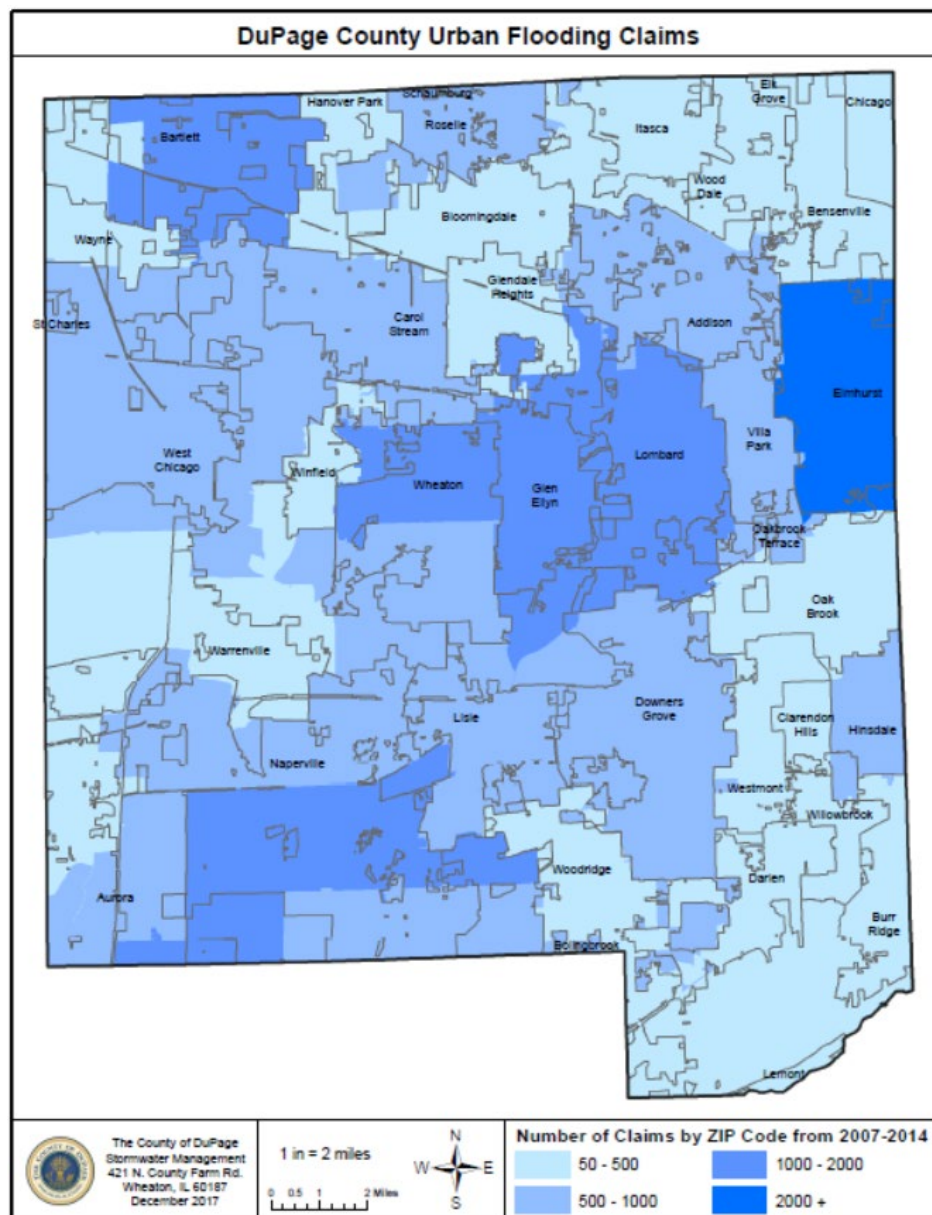 DuPage County Urban Flooding Claims
Schaumburg
Elk
Grove
Hanover Park
Chicago
Roselle
Itasca
Bartlett
Wood
Dale
Bloomingdale
Bensenville
Wayne
Glendale
Heights
St Charles
Carol
Stream
Addison
Elmhurst
Villa
Park
West
Chicago
Winfield
Wheaton
Glen
Ellyn
Lombard
Oakbrook
Terrace
Oak
Brook
Warrenville
Downers
Grove
Lisle
Clarendon
Hills
Hinsdale
Naperville
Westmont
Willowbrook
Woodridge
Darien
Aurora
Burr
Ridge
Bolingbrook
Lemont
THE COUNTY OF DUPAGE
The County of DuPage
Stormwater Management
421 N. County Farm Rd.
Wheaton, IL 60187
December 2017
1 in = 2 miles
0 0.5 1 2 Miles
N
W E
S
Number of Claims by ZIP Code from 2007-2014
50 - 500
1000 - 2000
500 - 1000
2000 +